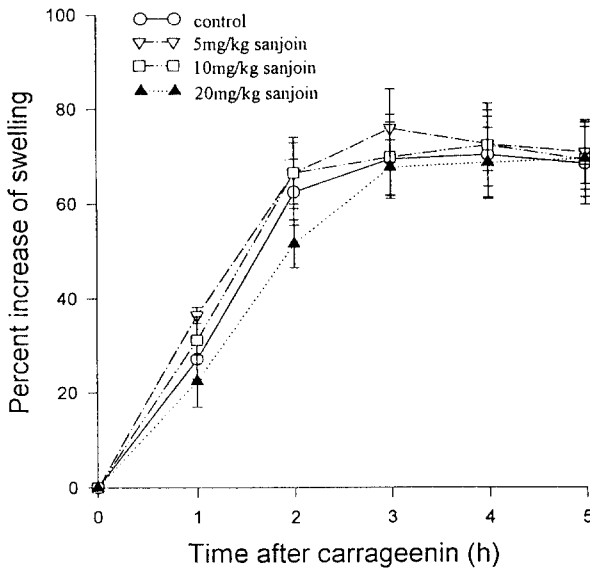 100
80
60
40
20
0
Percent increase of swelling
control
5mg/kg sanjoin
10mg/kg sanjoin
20mg/kg sanjoin
0 1 2 3 4 5
Time after carrageenin (h)